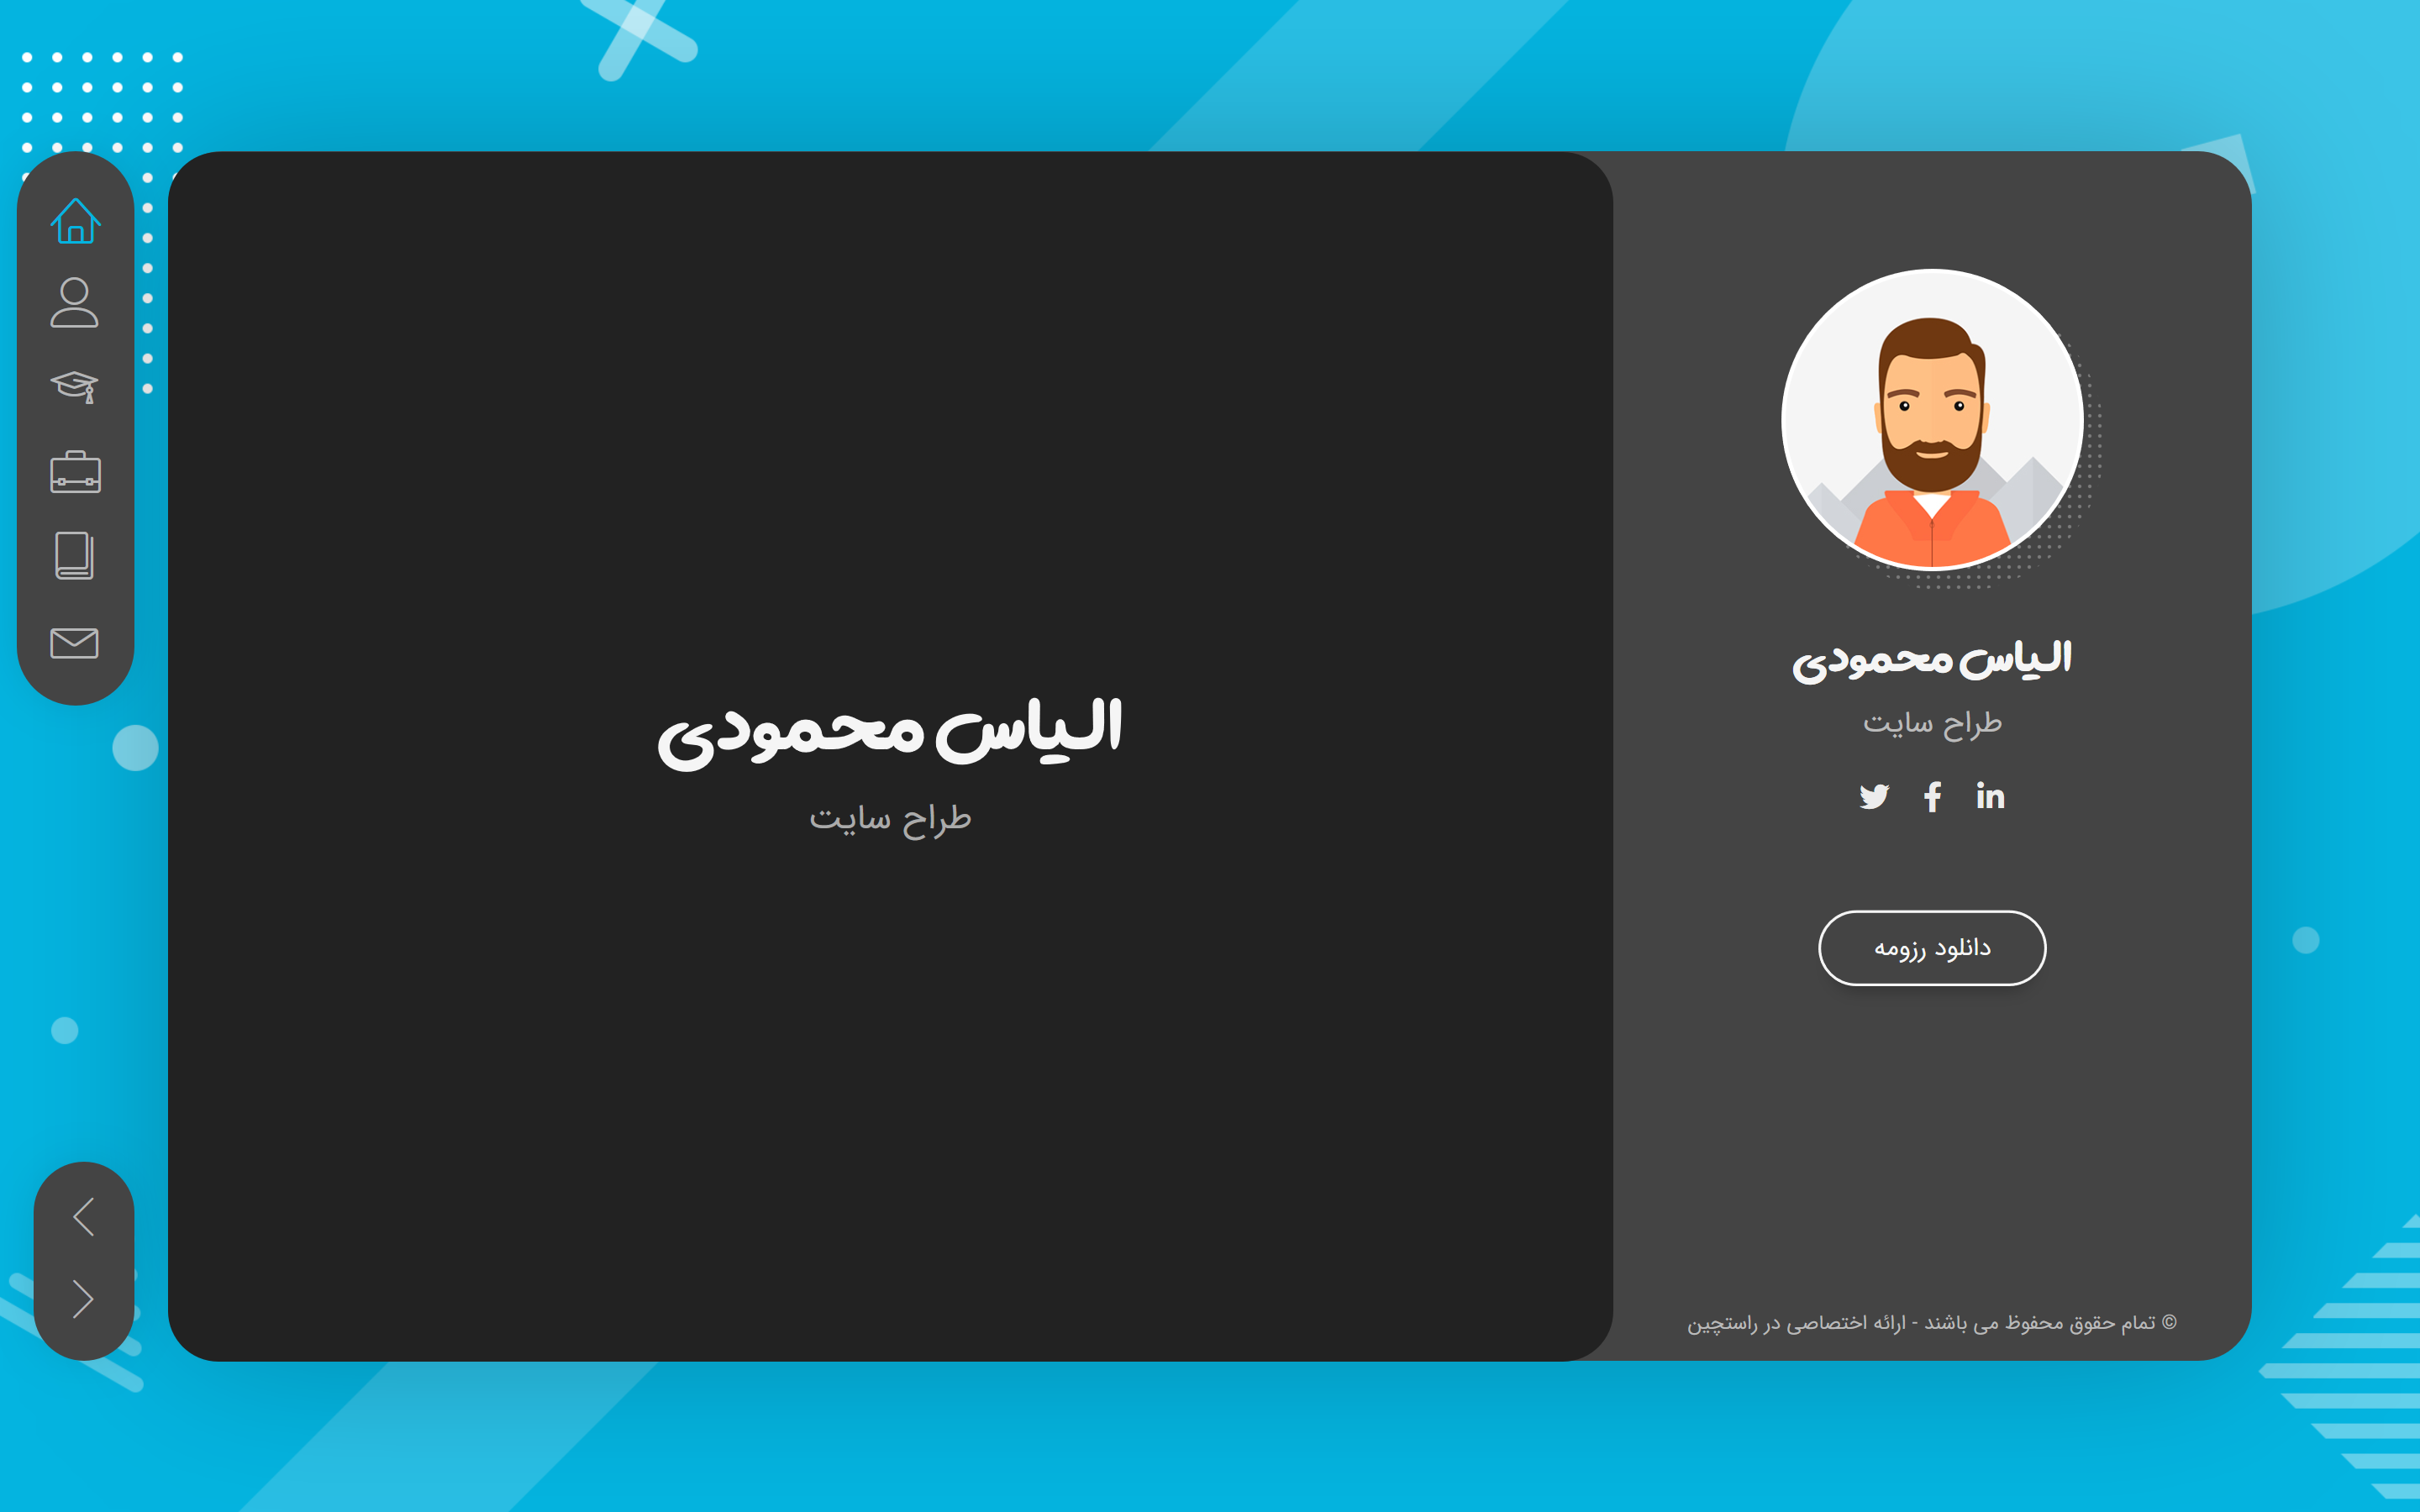 الیاس محمودی
طراح سایت
دانلود رزومه
© تمام حقوق محفوظ می باشند - ارائه اختصاصی در راستچین
الیاس محمودی
طراح سایت